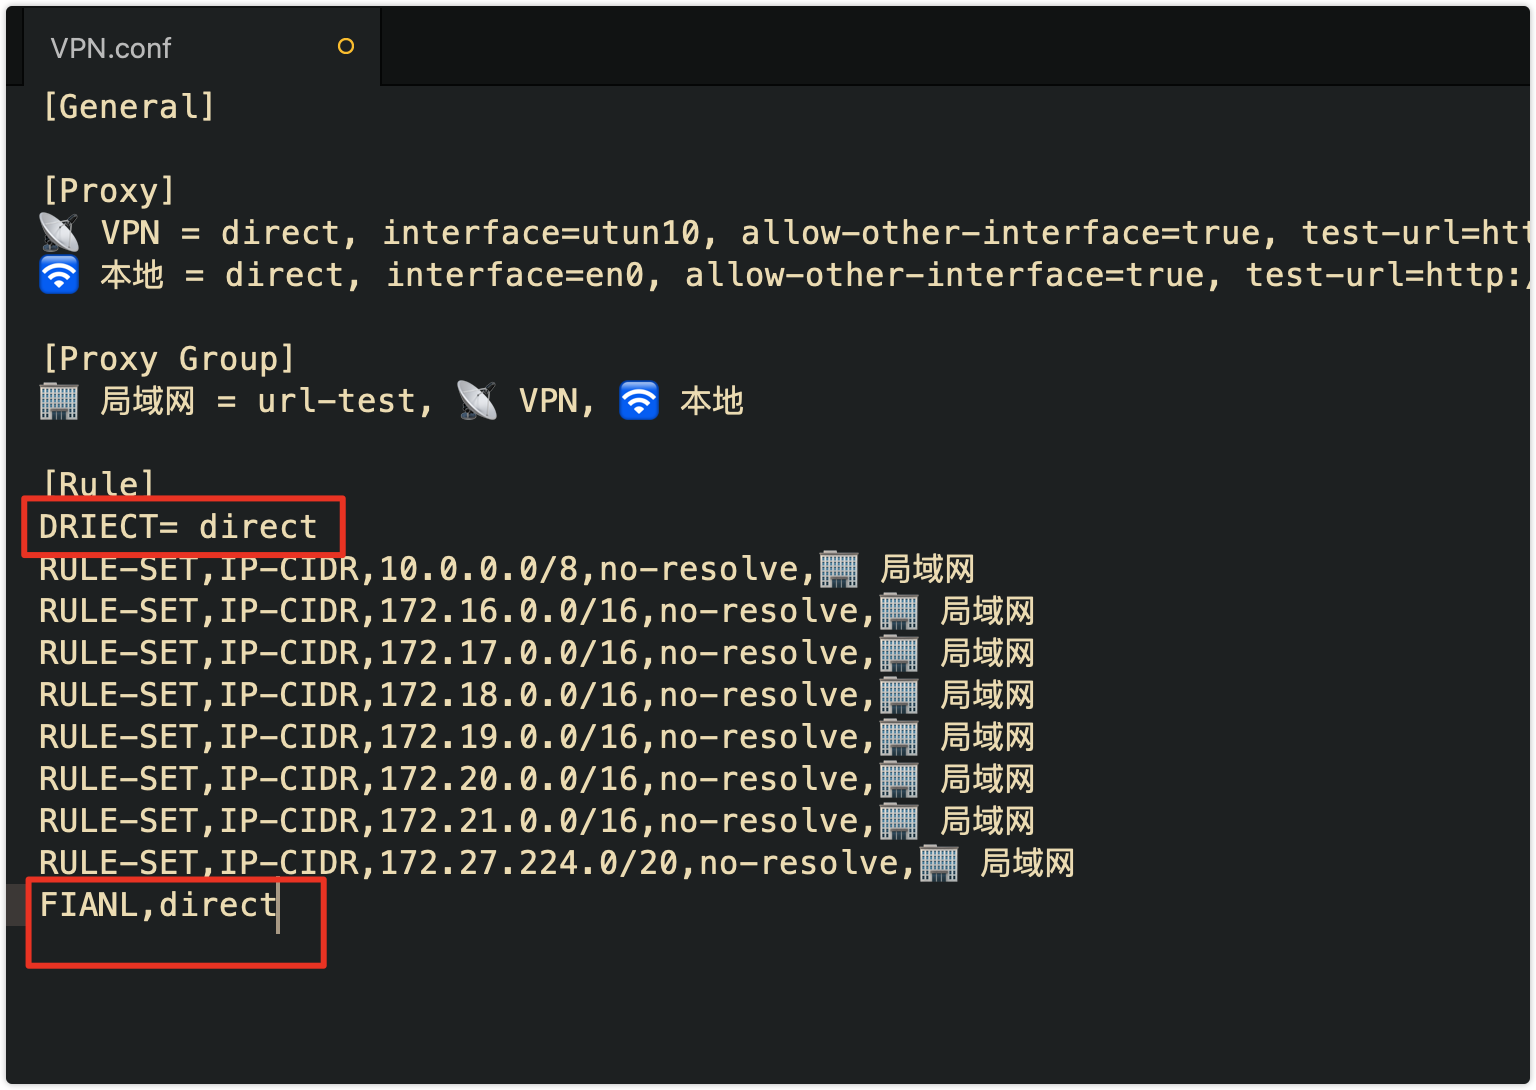 VPN.conf
[General]
[Proxy]
📡 VPN = direct, interface=utun10, allow-other-interface=true, test-url=htt
🛜 本地 = direct, interface=en0, allow-other-interface=true, test-url=http:/
[Proxy Group]
🏢 局域网 = url-test, 📡 VPN, 🛜 本地
[Rule]
DRIECT= direct
RULE-SET,IP-CIDR,10.0.0.0/8,no-resolve,🏢 局域网
RULE-SET,IP-CIDR,172.16.0.0/16,no-resolve,🏢 局域网
RULE-SET,IP-CIDR,172.17.0.0/16,no-resolve,🏢 局域网
RULE-SET,IP-CIDR,172.18.0.0/16,no-resolve,🏢 局域网
RULE-SET,IP-CIDR,172.19.0.0/16,no-resolve,🏢 局域网
RULE-SET,IP-CIDR,172.20.0.0/16,no-resolve,🏢 局域网
RULE-SET,IP-CIDR,172.21.0.0/16,no-resolve,🏢 局域网
RULE-SET,IP-CIDR,172.27.224.0/20,no-resolve,🏢 局域网
FIANL,direct